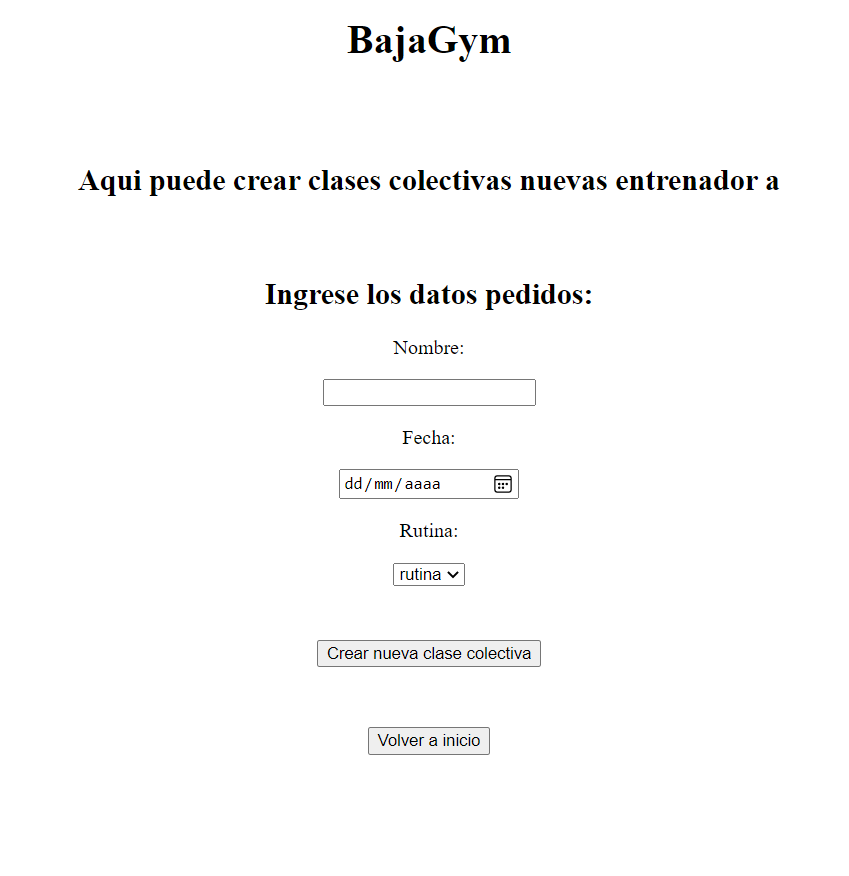 BajaGym
Aqui puede crear clases colectivas nuevas entrenador a
Ingrese los datos pedidos:
Nombre:
Fecha:
dd/mm/aaaa
Rutina:
rutina
Crear nueva clase colectiva
Volver a inicio